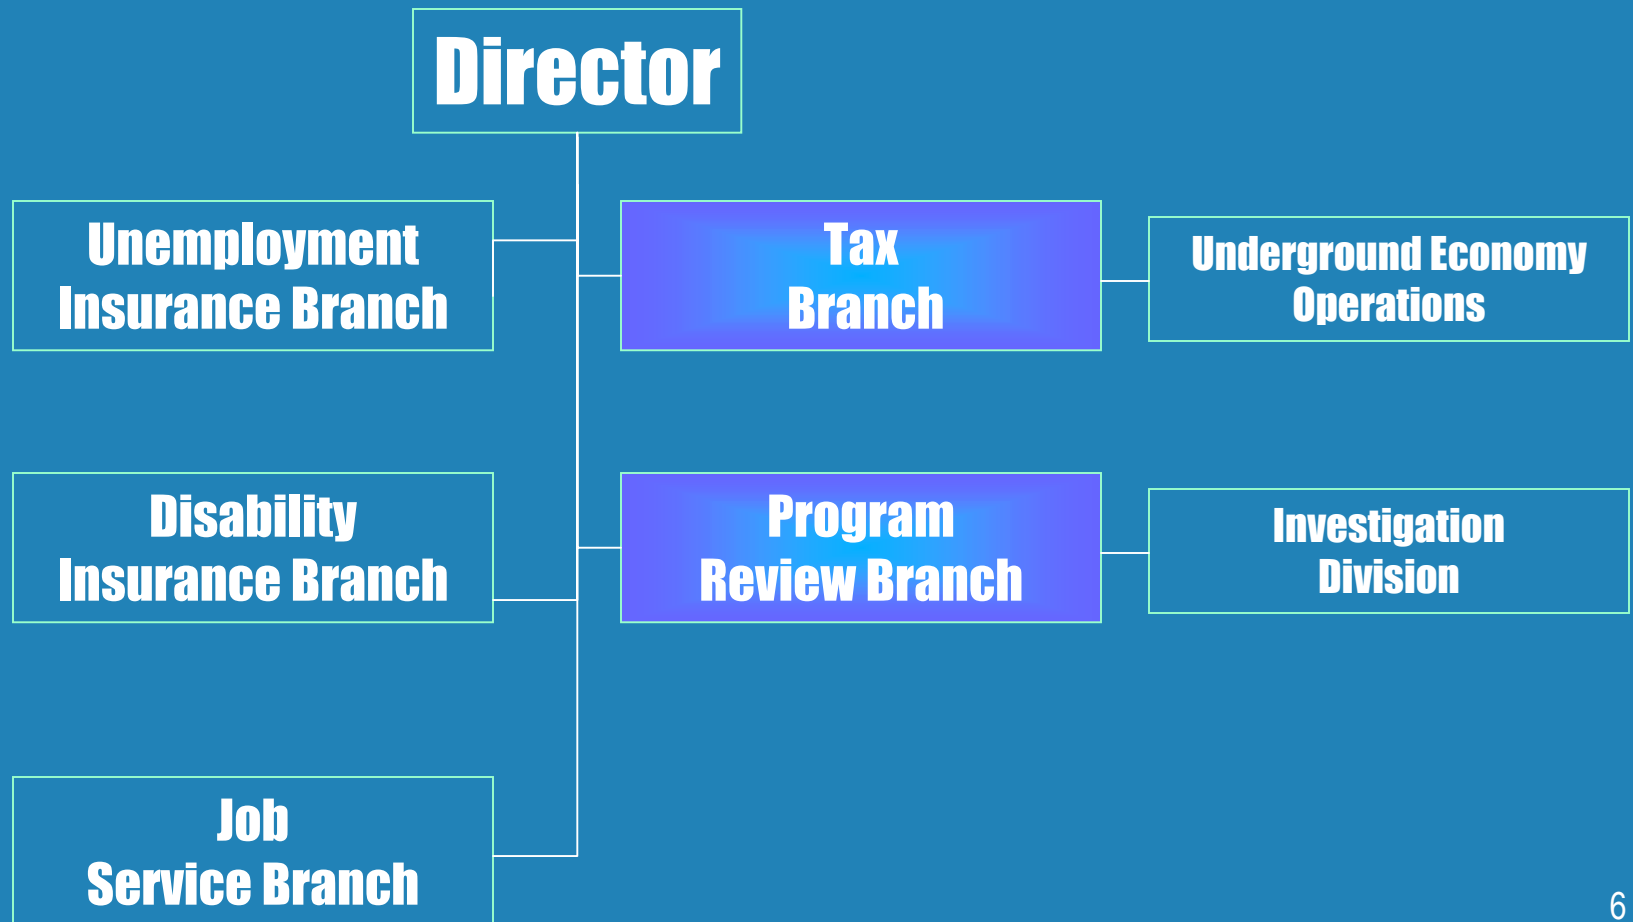 Director
Unemployment
Insurance Branch
Tax
Branch
Underground Economy
Operations
Disability
Insurance Branch
Program
Review Branch
Investigation
Division
Job
Service Branch
6